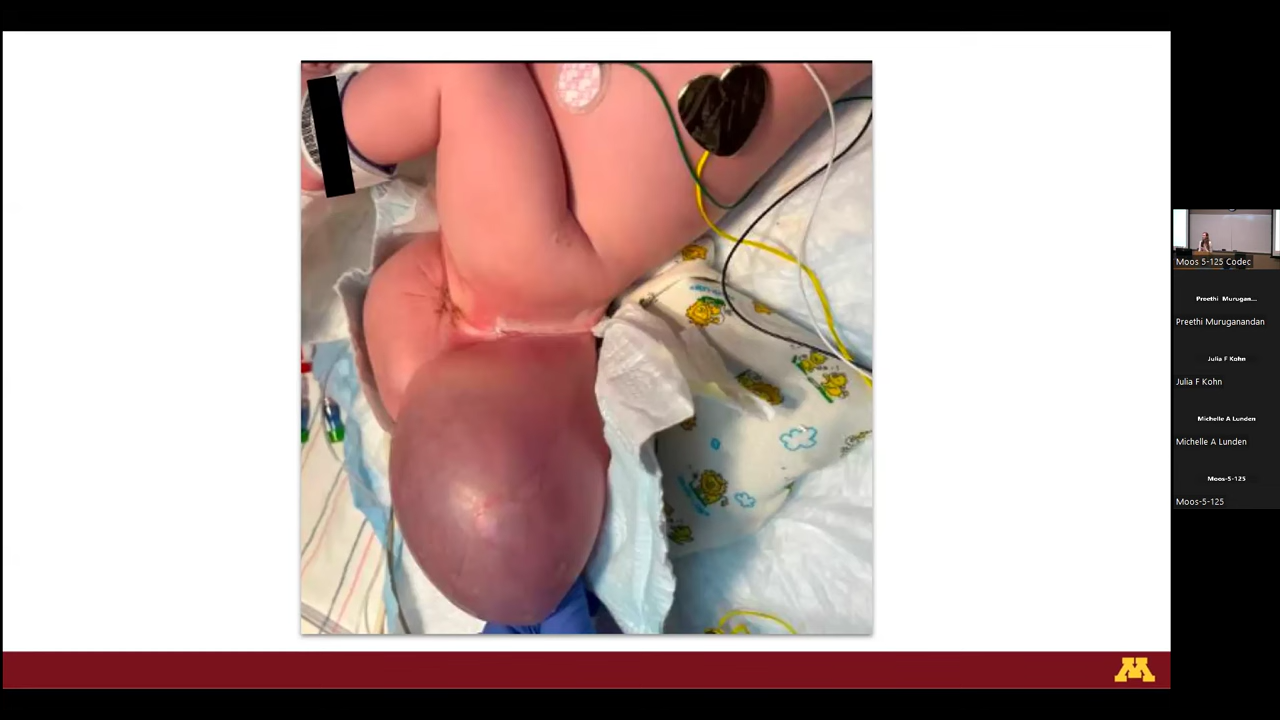 Moos 5-125 Codec
Preethi Murugan...
Preethi Muruganandan
Julia F Kohn
Julia F Kohn
Michelle A Lunden
Michelle A Lunden
Moos-5-125
Moos-5-125
M